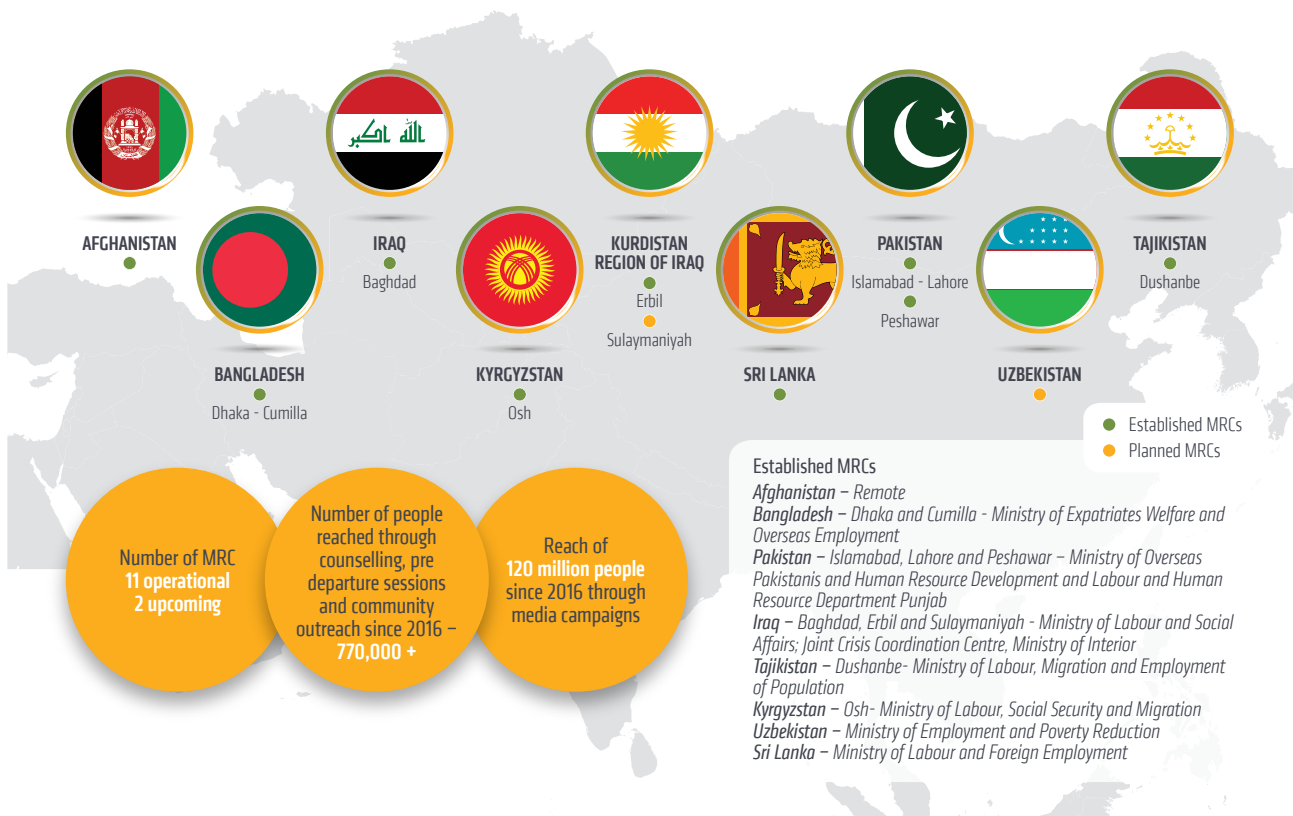 الله اكبر
AFGHANISTAN
IRAQ
Baghdad
KURDISTAN
REGION OF IRAQ
Erbil
Sulaymaniyah
PAKISTAN
Islamabad - Lahore
Peshawar
TAJIKISTAN
Dushanbe
BANGLADESH
Dhaka - Cumilla
KYRGYZSTAN
Osh
SRI LANKA
UZBEKISTAN
Established MRCs
Planned MRCs
Number of MRC
11 operational
2 upcoming
Number of people
reached through
counselling, pre
departure sessions
and community
outreach since 2016 –
770,000 +
Reach of
120 million people
since 2016 through
media campaigns
Established MRCs
Afghanistan – Remote
Bangladesh – Dhaka and Cumilla - Ministry of Expatriates Welfare and
Overseas Employment
Pakistan – Islamabad, Lahore and Peshawar – Ministry of Overseas
Pakistanis and Human Resource Development and Labour and Human
Resource Department Punjab
Iraq – Baghdad, Erbil and Sulaymaniyah - Ministry of Labour and Social
Affairs; Joint Crisis Coordination Centre, Ministry of Interior
Tajikistan – Dushanbe- Ministry of Labour, Migration and Employment
of Population
Kyrgyzstan – Osh- Ministry of Labour, Social Security and Migration
Uzbekistan – Ministry of Employment and Poverty Reduction
Sri Lanka – Ministry of Labour and Foreign Employment